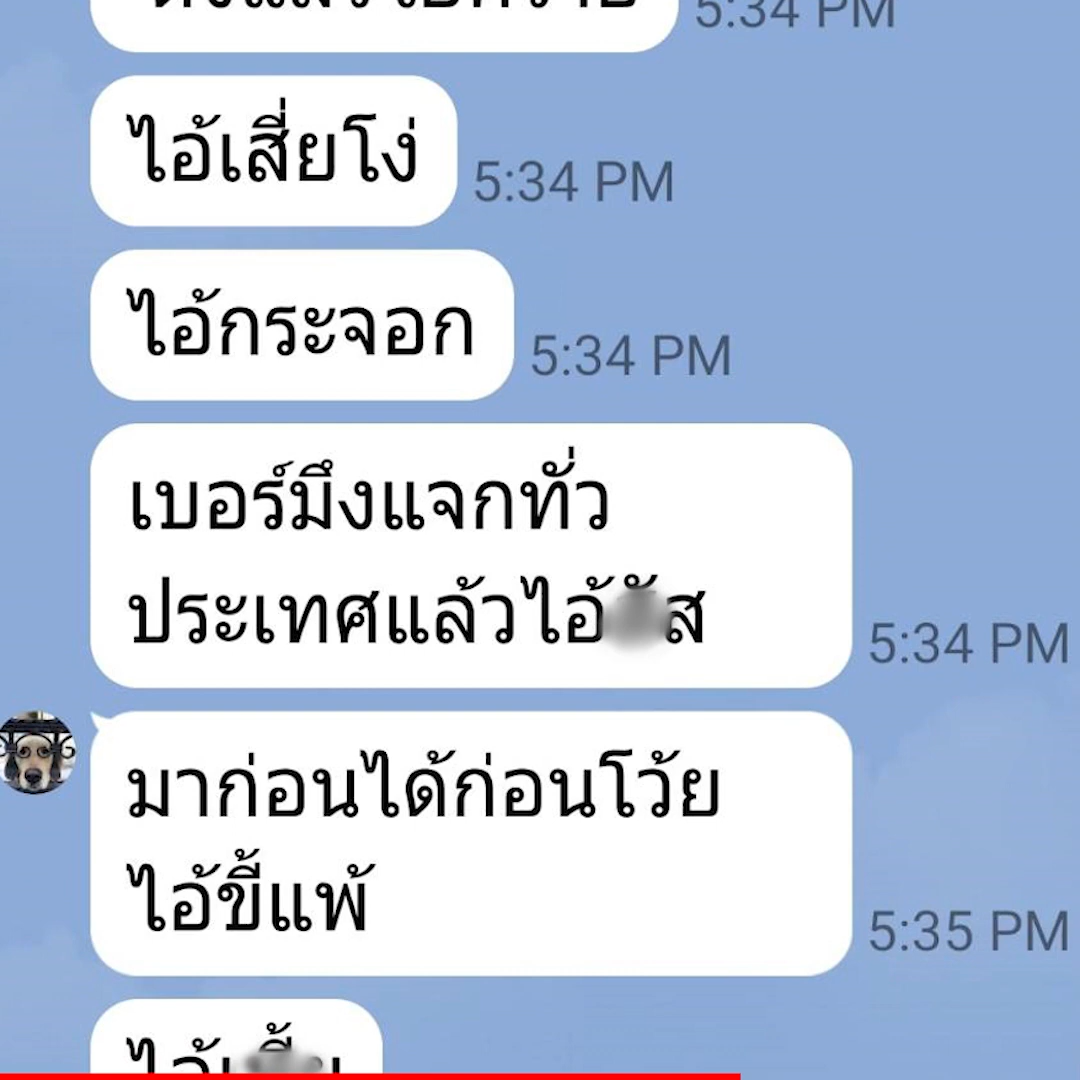 5:34 PM
ไอ้เสี่ยโง่
5:34 PM
ไอ้กระจอก
5:34 PM
เบอร์มึงแจกทั่ว
ประเทศแล้วไอ้
5:34 PM
มาก่อนได้ก่อนโว้ย
ไอ้ขี้แพ้
5:35 PM